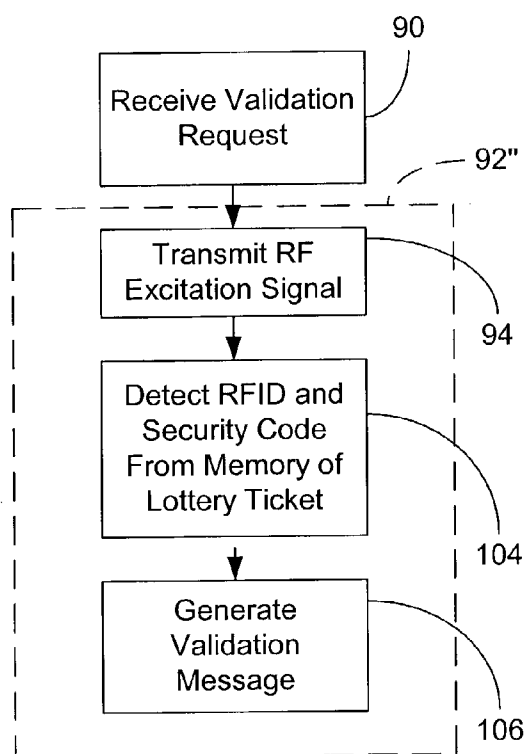 90
Receive Validation
Request
92"
Transmit RF
Excitation Signal
94
Detect RFID and
Security Code
From Memory of
Lottery Ticket
104
Generate
Validation
Message
106